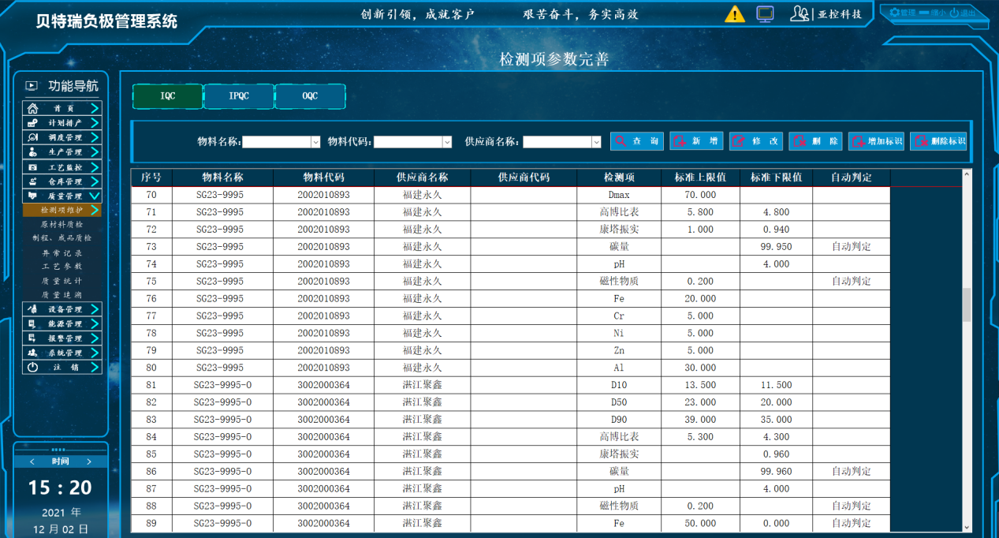 贝特瑞负极管理系统
创新引领，成就客户 艰苦奋斗，务实高效
亚控科技
管理 缩小 退出
检测项参数完善
功能导航
首 页
计划排产
调度管理
生产管理
工艺监控
仓库管理
质量管理
检测项维护
原材料质检
制程、成品质检
异常记录
工艺参数
质量统计
质量追溯
设备管理
能源管理
报警管理
系统管理
注 销
< 时间 >
15 : 20
2021 年
12 月 02 日
IQC IPQC OQC
物料名称: 物料代码: 供应商名称: 查 询 新 增 修 改 删 除 增加标识 删除标识
序号 物料名称 物料代码 供应商名称 供应商代码 检测项 标准上限值 标准下限值 自动判定
70 SG23-9995 2002010893 福建永久 Dmax 70.000
71 SG23-9995 2002010893 福建永久 高博比表 5.800 4.800
72 SG23-9995 2002010893 福建永久 康塔振实 1.000 0.940
73 SG23-9995 2002010893 福建永久 碳量 99.950 自动判定
74 SG23-9995 2002010893 福建永久 pH 4.000
75 SG23-9995 2002010893 福建永久 磁性物质 0.200 自动判定
76 SG23-9995 2002010893 福建永久 Fe 20.000
77 SG23-9995 2002010893 福建永久 Cr 5.000
78 SG23-9995 2002010893 福建永久 Ni 5.000
79 SG23-9995 2002010893 福建永久 Zn 5.000
80 SG23-9995 2002010893 福建永久 Al 30.000
81 SG23-9995-O 3002000364 湛江聚鑫 D10 13.500 11.500
82 SG23-9995-O 3002000364 湛江聚鑫 D50 23.000 20.000
83 SG23-9995-O 3002000364 湛江聚鑫 D90 39.000 35.000
84 SG23-9995-O 3002000364 湛江聚鑫 高博比表 5.300 4.300
85 SG23-9995-O 3002000364 湛江聚鑫 康塔振实 0.960
86 SG23-9995-O 3002000364 湛江聚鑫 碳量 99.960 自动判定
87 SG23-9995-O 3002000364 湛江聚鑫 pH 4.000
88 SG23-9995-O 3002000364 湛江聚鑫 磁性物质 0.200 自动判定
89 SG23-9995-O 3002000364 湛江聚鑫 Fe 50.000 0.000 自动判定